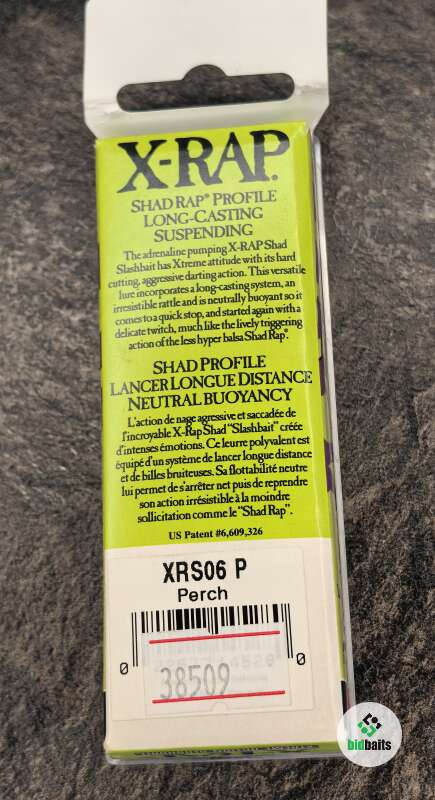 X-RAP®
SHAD RAP® PROFILE
LONG-CASTING
SUSPENDING
The adrenaline pumping X-RAP Shad
Slashbait has Xtreme attitude with its hard
cutting, aggressive darting action. This versatile
lure incorporates a long-casting system, an
irresistible rattle and is neutrally buoyant so it
comes to a quick stop, and started again with a
delicate twitch, much like the lively triggering
action of the less hyper balsa Shad Rap®.
SHAD PROFILE
LANCER LONGUE DISTANCE
NEUTRAL BUOYANCY
L'action de nage agressive et saccadée de
l'incroyable X-Rap Shad "Slashbait" créée
d'intenses émotions. Ce leurre polyvalent est
équipé d'un système de lancer longue distance
et de billes bruiteuses. Sa flottabilité neutre
lui permet de s'arrêter net puis de reprendre
son action irrésistible à la moindre
sollicitation comme le "Shad Rap".
US Patent #6,609,326
XRS06 P
Perch
0 0
38509
bidbaits